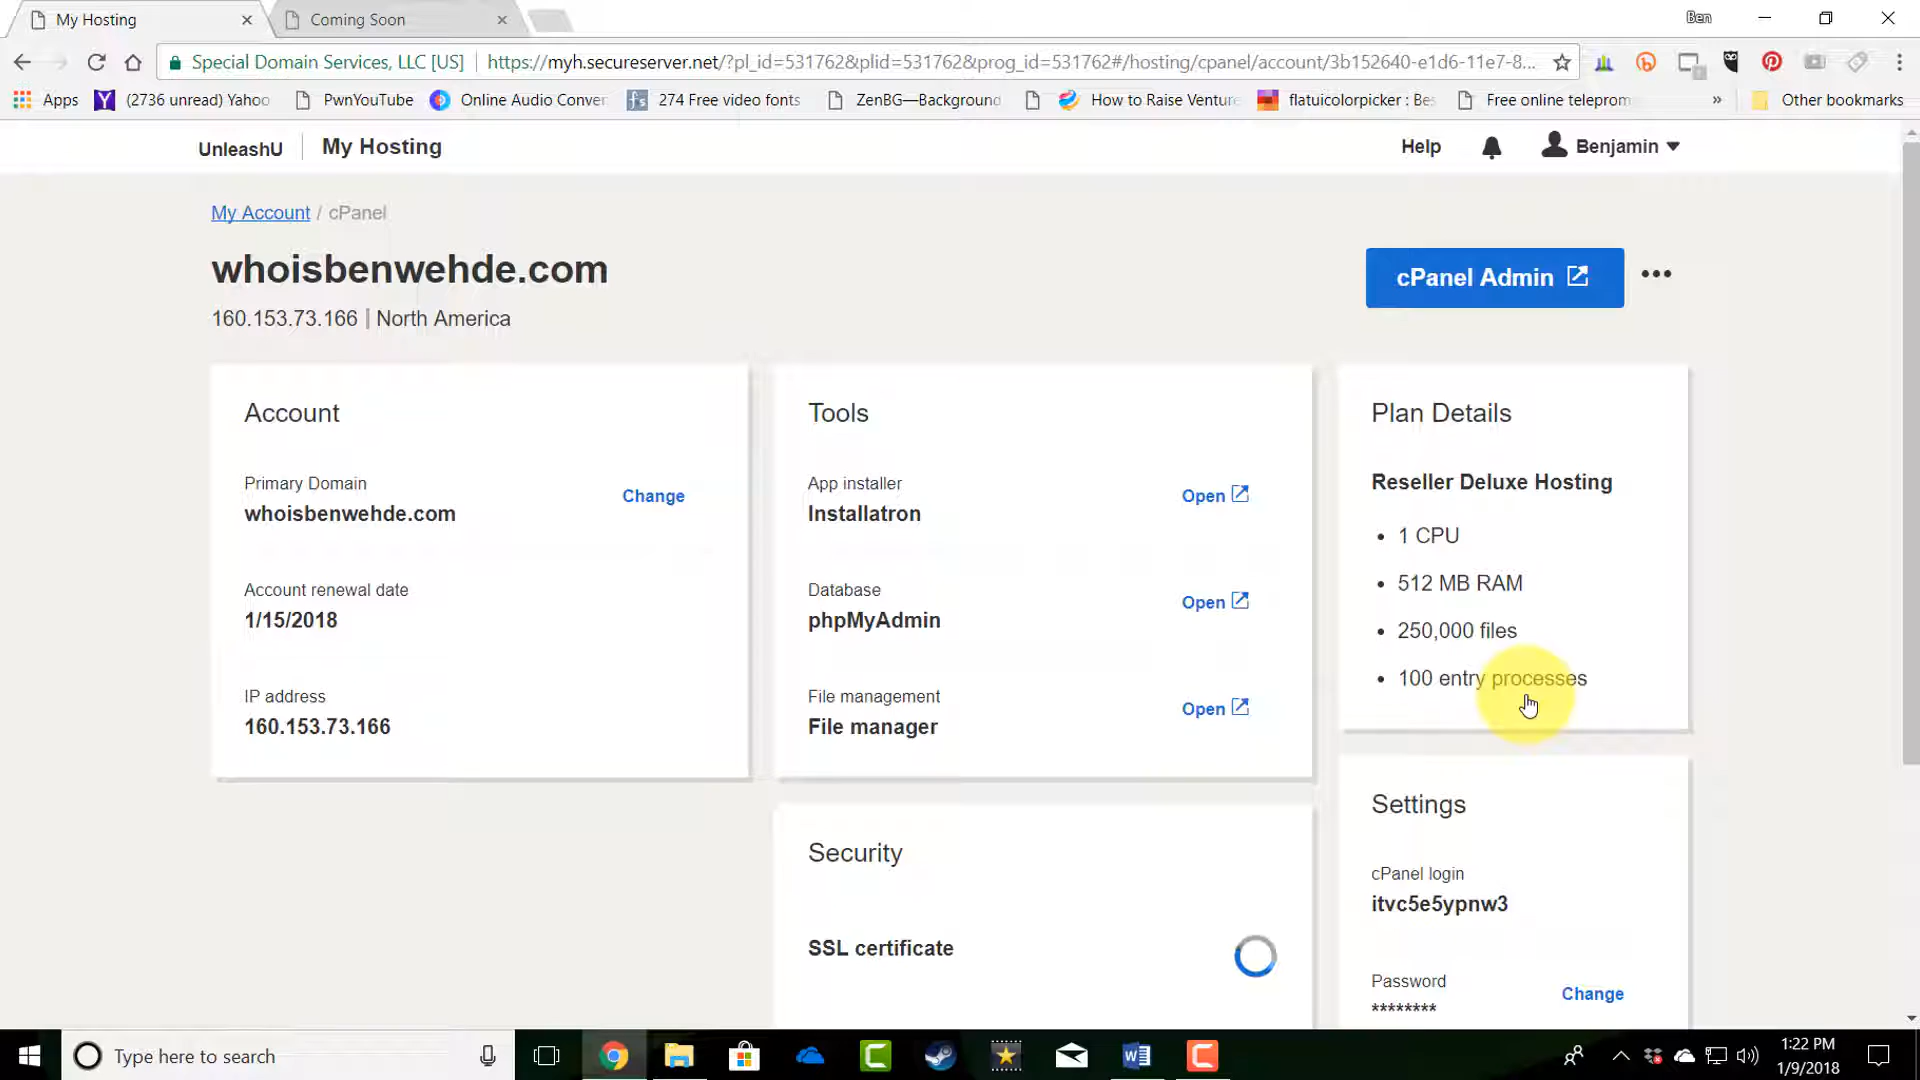 My Hosting
Coming Soon
Ben
Special Domain Services, LLC [US]
https://myh.secureserver.net/?pl_id=531762&plid=531762&prog_id=531762#/hosting/cpanel/account/3b152640-e1d6-11e7-8...
Apps
(2736 unread) Yahoo
PwnYouTube
Online Audio Conver
274 Free video fonts
ZenBG—Background
How to Raise Ventur
flatuicolorpicker : Bes
Free online teleprom
»
Other bookmarks
UnleashU
My Hosting
Help
Benjamin
My Account / cPanel
whoisbenwehde.com
cPanel Admin
160.153.73.166 | North America
Account
Primary Domain
whoisbenwehde.com
Change
Account renewal date
1/15/2018
IP address
160.153.73.166
Tools
App installer
Installatron
Open
Database
phpMyAdmin
Open
File management
File manager
Open
Security
SSL certificate
Plan Details
Reseller Deluxe Hosting
• 1 CPU
• 512 MB RAM
• 250,000 files
• 100 entry processes
Settings
cPanel login
itvc5e5ypnw3
Password
********
Change
Type here to search
1:22 PM
1/9/2018